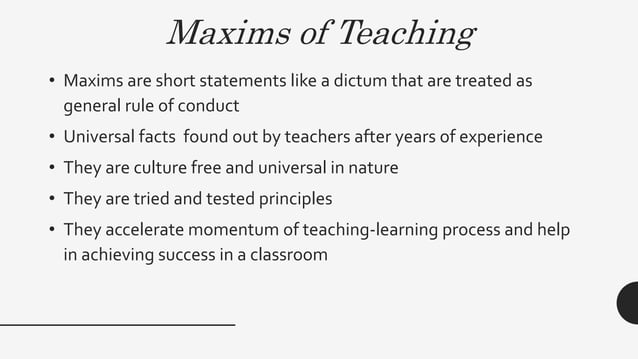 Maxims of Teaching
• Maxims are short statements like a dictum that are treated as
general rule of conduct
• Universal facts found out by teachers after years of experience
• They are culture free and universal in nature
• They are tried and tested principles
• They accelerate momentum of teaching-learning process and help
in achieving success in a classroom